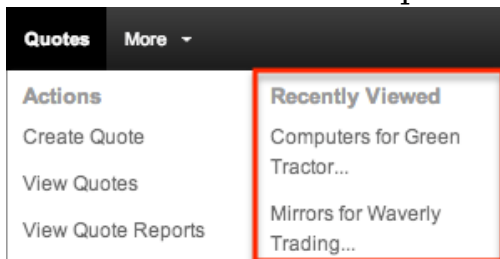 Quotes More
Actions
Create Quote
View Quotes
View Quote Reports
Recently Viewed
Computers for Green
Tractor...
Mirrors for Waverly
Trading...